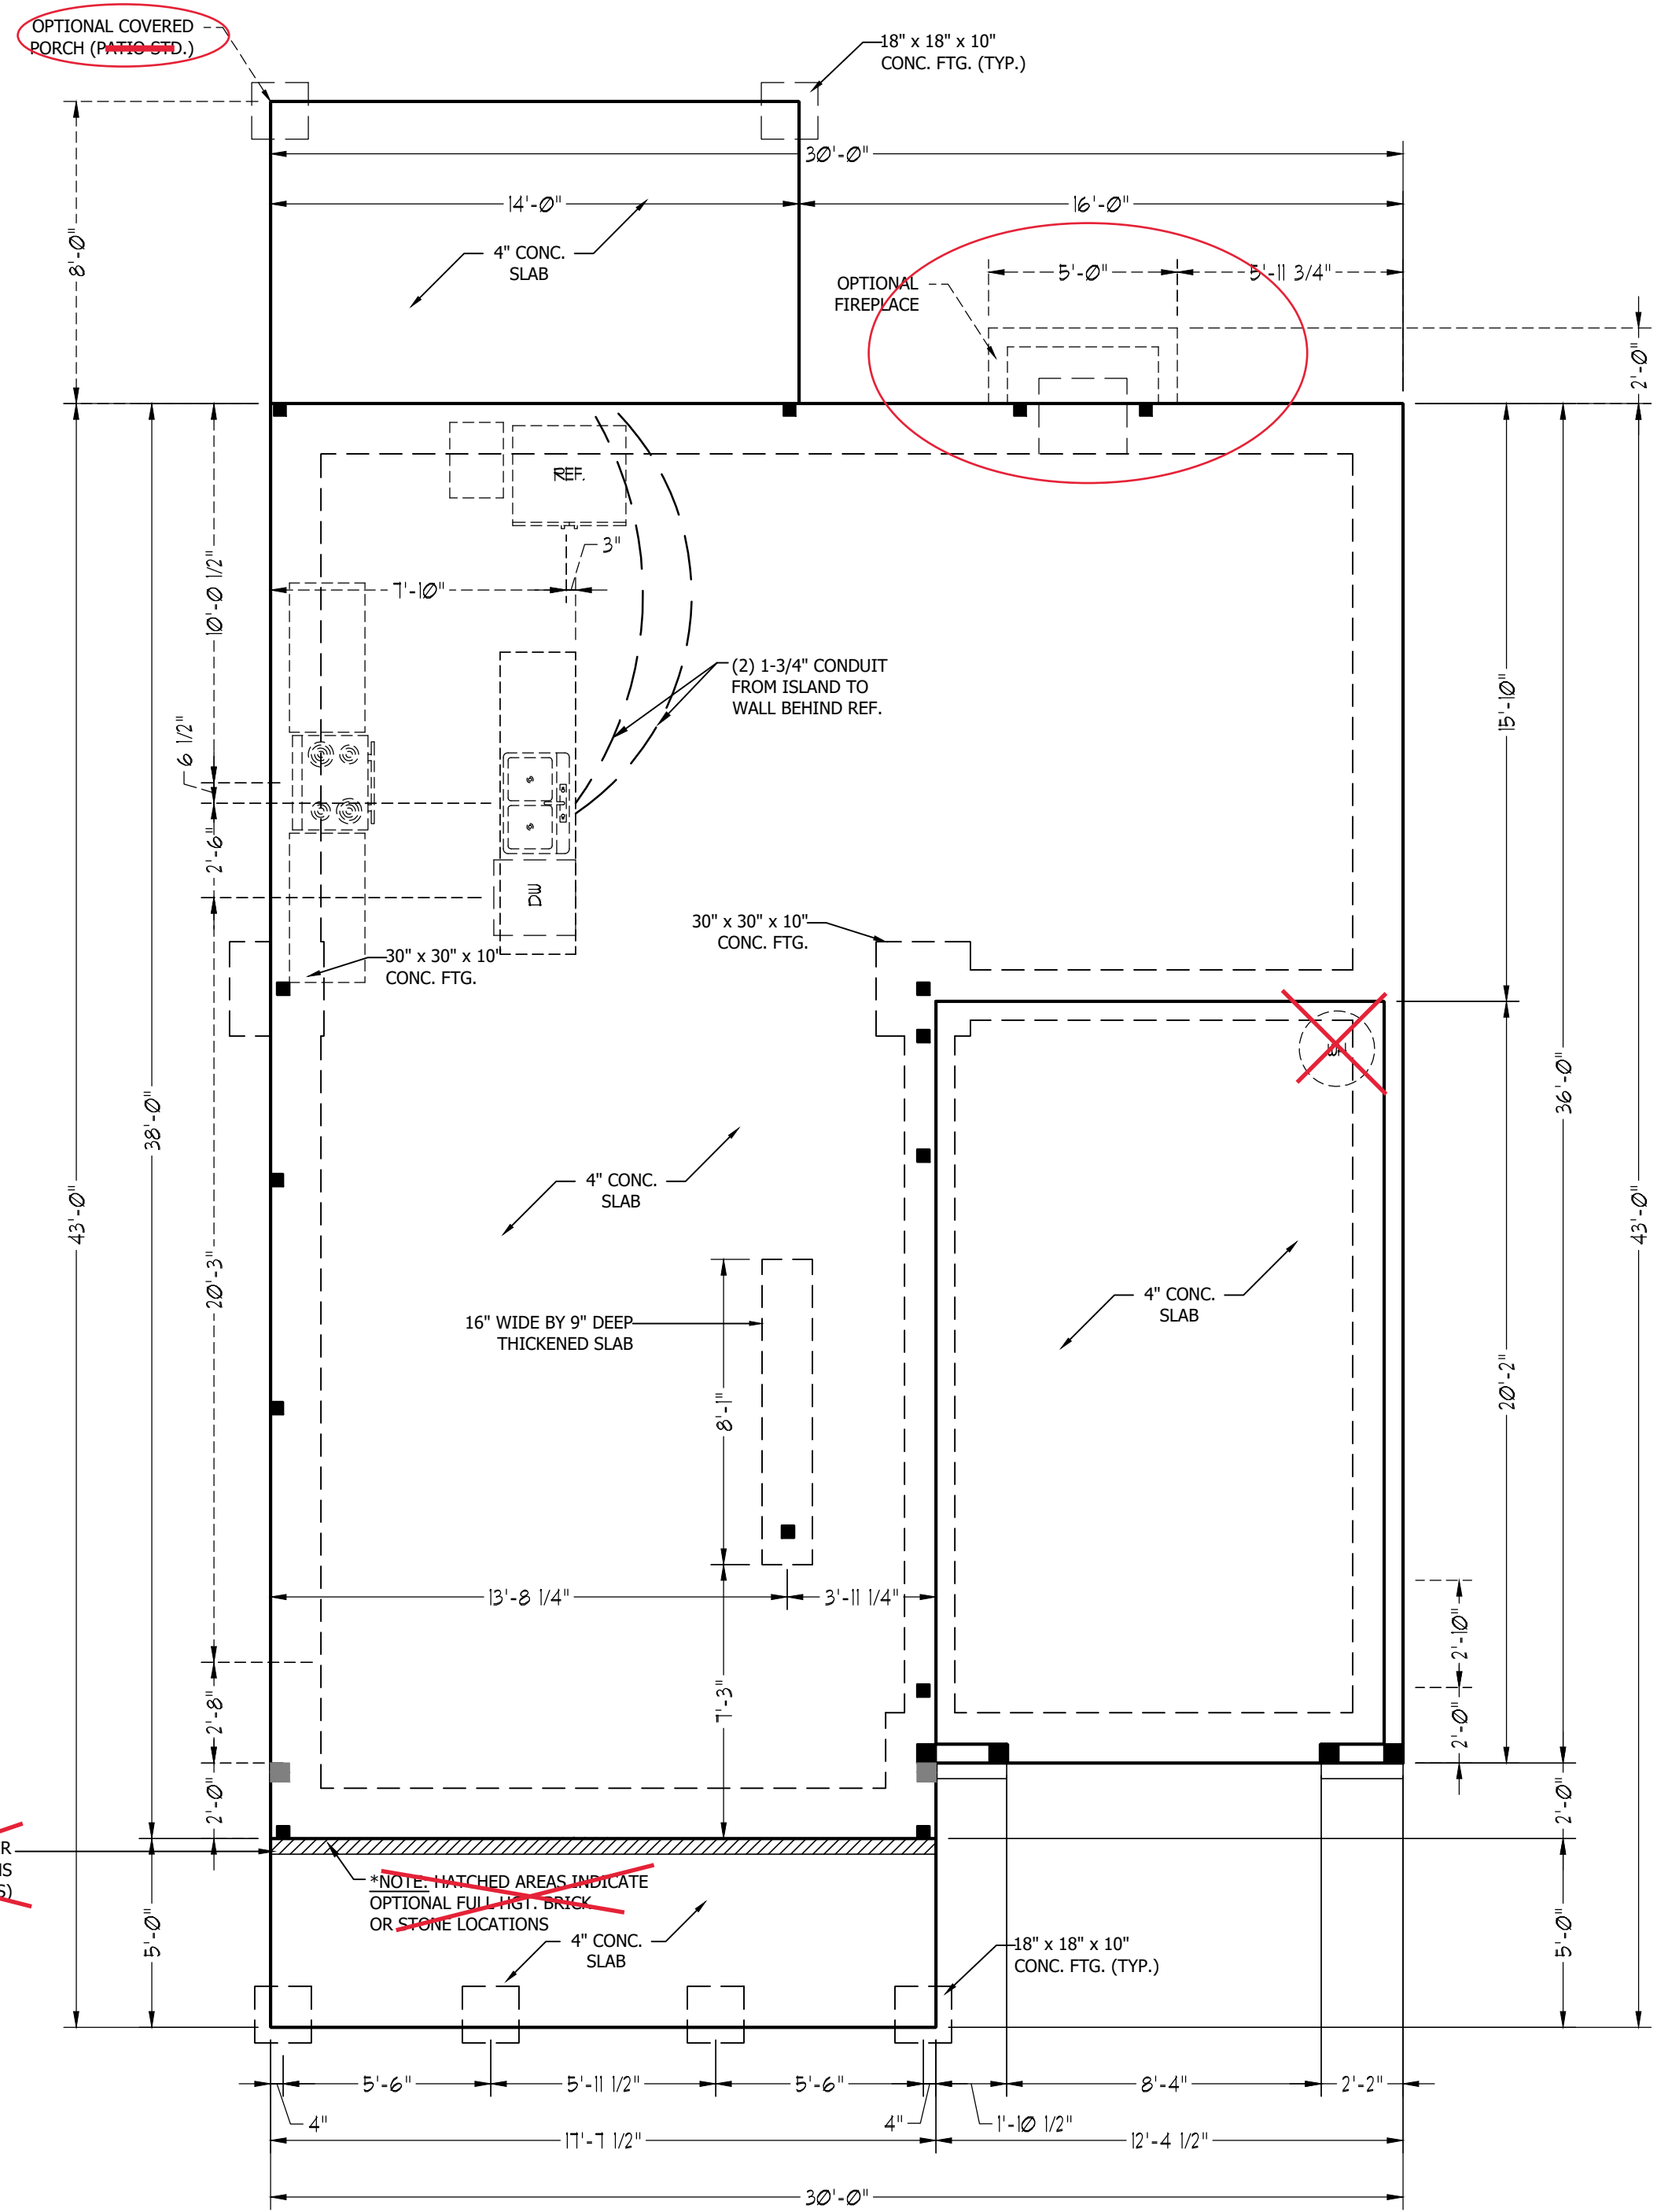 OPTIONAL COVERED
PORCH (PATIO STD.)
18" x 18" x 10"
CONC. FTG. (TYP.)
30'-0"
14'-0"
16'-0"
8'-0"
4" CONC.
SLAB
OPTIONAL
FIREPLACE
5'-0"
5'-11 3/4"
2'-0"
REF.
3"
7'-10"
10'-0 1/2"
(2) 1-3/4" CONDUIT
FROM ISLAND TO
WALL BEHIND REF.
15'-10"
6 1/2"
2'-6"
DW
30" x 30" x 10"
CONC. FTG.
30" x 30" x 10"
CONC. FTG.
WH
38'-0"
36'-0"
43'-0"
43'-0"
4" CONC.
SLAB
20'-3"
4" CONC.
SLAB
16" WIDE BY 9" DEEP
THICKENED SLAB
8'-1"
20'-2"
13'-8 1/4"
3'-11 1/4"
2'-10"
2'-8"
7'-3"
2'-0"
2'-0"
2'-0"
R
NS
S)
*NOTE: HATCHED AREAS INDICATE
OPTIONAL FULL HGT. BRICK
OR STONE LOCATIONS
5'-0"
5'-0"
4" CONC.
SLAB
18" x 18" x 10"
CONC. FTG. (TYP.)
5'-6"
5'-11 1/2"
5'-6"
8'-4"
2'-2"
4"
4"
1'-10 1/2"
17'-7 1/2"
12'-4 1/2"
30'-0"